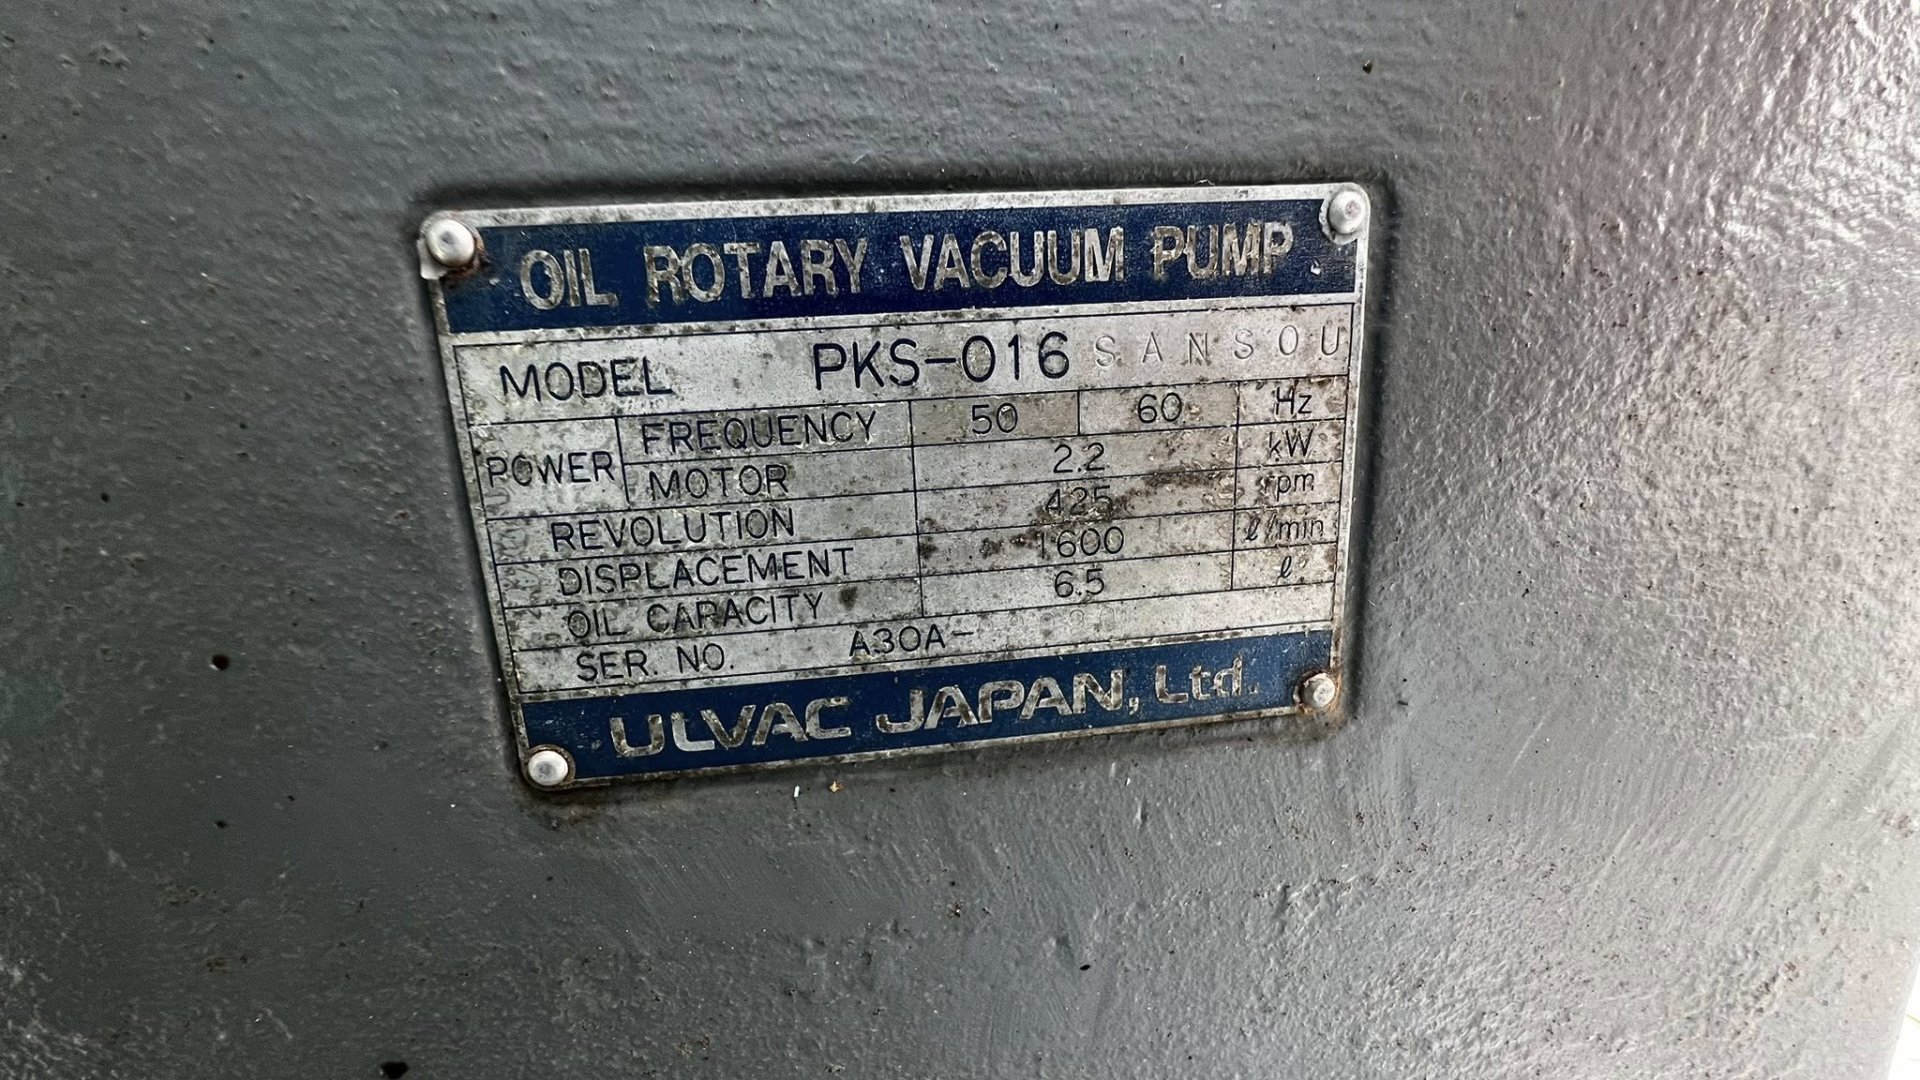 OIL ROTARY VACUUM PUMP
MODEL PKS-016 SANSOU
POWER FREQUENCY 50 60 Hz
MOTOR 2.2 kW
REVOLUTION 425 pm
DISPLACEMENT 1600 ℓ/min
OIL CAPACITY 6.5 ℓ
SER. NO. A30A-
ULVAC JAPAN, Ltd.